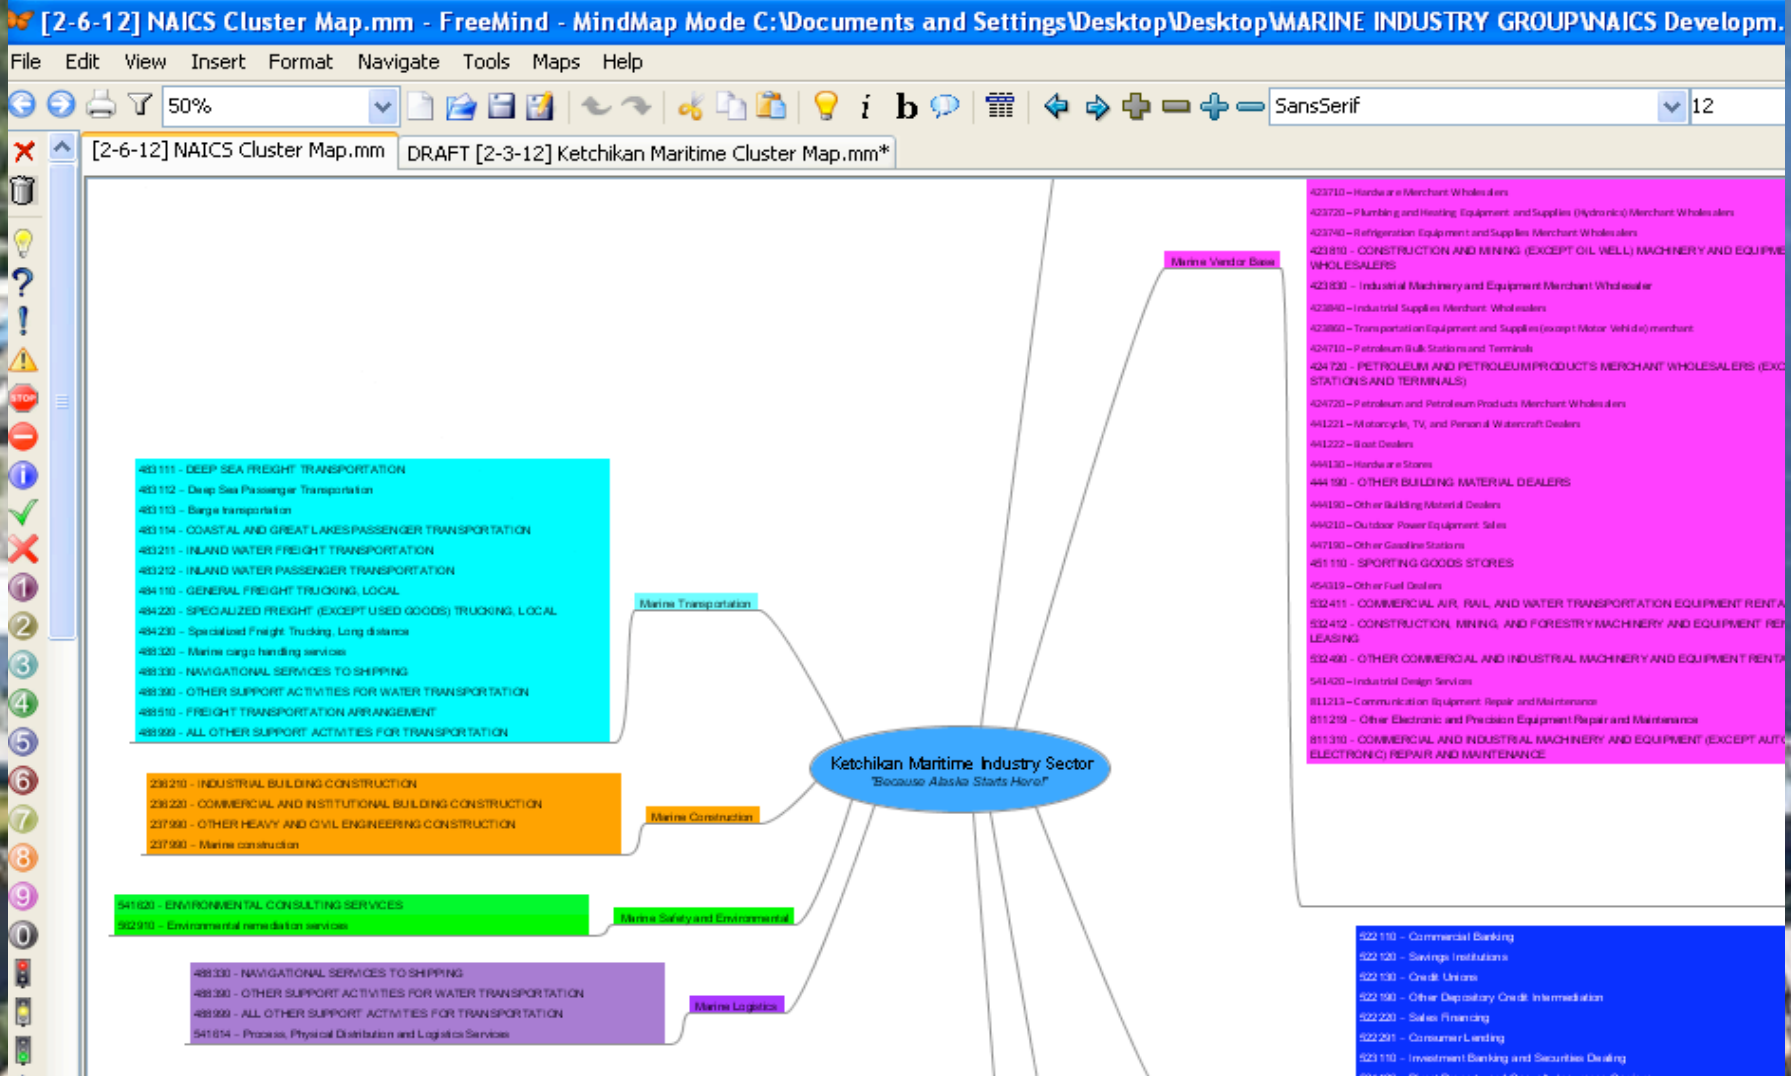 [2-6-12] NAICS Cluster Map.mm - FreeMind - MindMap Mode C:\Documents and Settings\Desktop\Desktop\MARINE INDUSTRY GROUP\NAICS Developm.
File Edit View Insert Format Navigate Tools Maps Help
50%
SansSerif
12
[2-6-12] NAICS Cluster Map.mm
DRAFT [2-3-12] Ketchikan Maritime Cluster Map.mm*
STOP
1
2
3
4
5
6
7
8
9
0
Marine Vendor Base
423710 – Hardware Merchant Wholesalers
423720 – Plumbing and Heating Equipment and Supplies (Hydronics) Merchant Wholesalers
423740 – Refrigeration Equipment and Supplies Merchant Wholesalers
423810 - CONSTRUCTION AND MINING (EXCEPT OIL WELL) MACHINERY AND EQUIPME
WHOLESALERS
423830 – Industrial Machinery and Equipment Merchant Wholesaler
423840 – Industrial Supplies Merchant Wholesalers
423860 – Transportation Equipment and Supplies (except Motor Vehicle) merchant
424710 – Petroleum Bulk Stations and Terminals
424720 - PETROLEUM AND PETROLEUM PRODUCTS MERCHANT WHOLESALERS (EXC
STATIONS AND TERMINALS)
424720 – Petroleum and Petroleum Products Merchant Wholesalers
441221 – Motorcycle, TV, and Personal Watercraft Dealers
441222 – Boat Dealers
444130 – Hardware Stores
444190 - OTHER BUILDING MATERIAL DEALERS
444190 – Other Building Material Dealers
444210 – Outdoor Power Equipment Sales
447190 – Other Gasoline Stations
451110 - SPORTING GOODS STORES
454319 – Other Fuel Dealers
532411 - COMMERCIAL AIR, RAIL, AND WATER TRANSPORTATION EQUIPMENT RENTA
532412 - CONSTRUCTION, MINING, AND FORESTRY MACHINERY AND EQUIPMENT REN
LEASING
532490 - OTHER COMMERCIAL AND INDUSTRIAL MACHINERY AND EQUIPMENT RENTA
541420 – Industrial Design Services
811213 – Communication Equipment Repair and Maintenance
811219 – Other Electronic and Precision Equipment Repair and Maintenance
811310 - COMMERCIAL AND INDUSTRIAL MACHINERY AND EQUIPMENT (EXCEPT AUTO
ELECTRONIC) REPAIR AND MAINTENANCE
483111 - DEEP SEA FREIGHT TRANSPORTATION
483112 – Deep Sea Passenger Transportation
483113 – Barge transportation
483114 - COASTAL AND GREAT LAKES PASSENGER TRANSPORTATION
483211 - INLAND WATER FREIGHT TRANSPORTATION
483212 - INLAND WATER PASSENGER TRANSPORTATION
484110 - GENERAL FREIGHT TRUCKING, LOCAL
484220 - SPECIALIZED FREIGHT (EXCEPT USED GOODS) TRUCKING, LOCAL
484230 – Specialized Freight Trucking, Long distance
488320 – Marine cargo handling services
488330 - NAVIGATIONAL SERVICES TO SHIPPING
488390 - OTHER SUPPORT ACTIVITIES FOR WATER TRANSPORTATION
488510 - FREIGHT TRANSPORTATION ARRANGEMENT
488999 - ALL OTHER SUPPORT ACTIVITIES FOR TRANSPORTATION
Marine Transportation
Ketchikan Maritime Industry Sector
"Because Alaska Starts Here!"
236210 - INDUSTRIAL BUILDING CONSTRUCTION
236220 - COMMERCIAL AND INSTITUTIONAL BUILDING CONSTRUCTION
237990 - OTHER HEAVY AND CIVIL ENGINEERING CONSTRUCTION
237990 – Marine construction
Marine Construction
541620 - ENVIRONMENTAL CONSULTING SERVICES
562910 – Environmental remediation services
Marine Safety and Environmental
488330 - NAVIGATIONAL SERVICES TO SHIPPING
488390 - OTHER SUPPORT ACTIVITIES FOR WATER TRANSPORTATION
488999 - ALL OTHER SUPPORT ACTIVITIES FOR TRANSPORTATION
541614 – Process, Physical Distribution and Logistics Services
Marine Logistics
522110 – Commercial Banking
522120 – Savings Institutions
522130 – Credit Unions
522190 – Other Depository Credit Intermediation
522220 – Sales Financing
522291 – Consumer Lending
523110 – Investment Banking and Securities Dealing